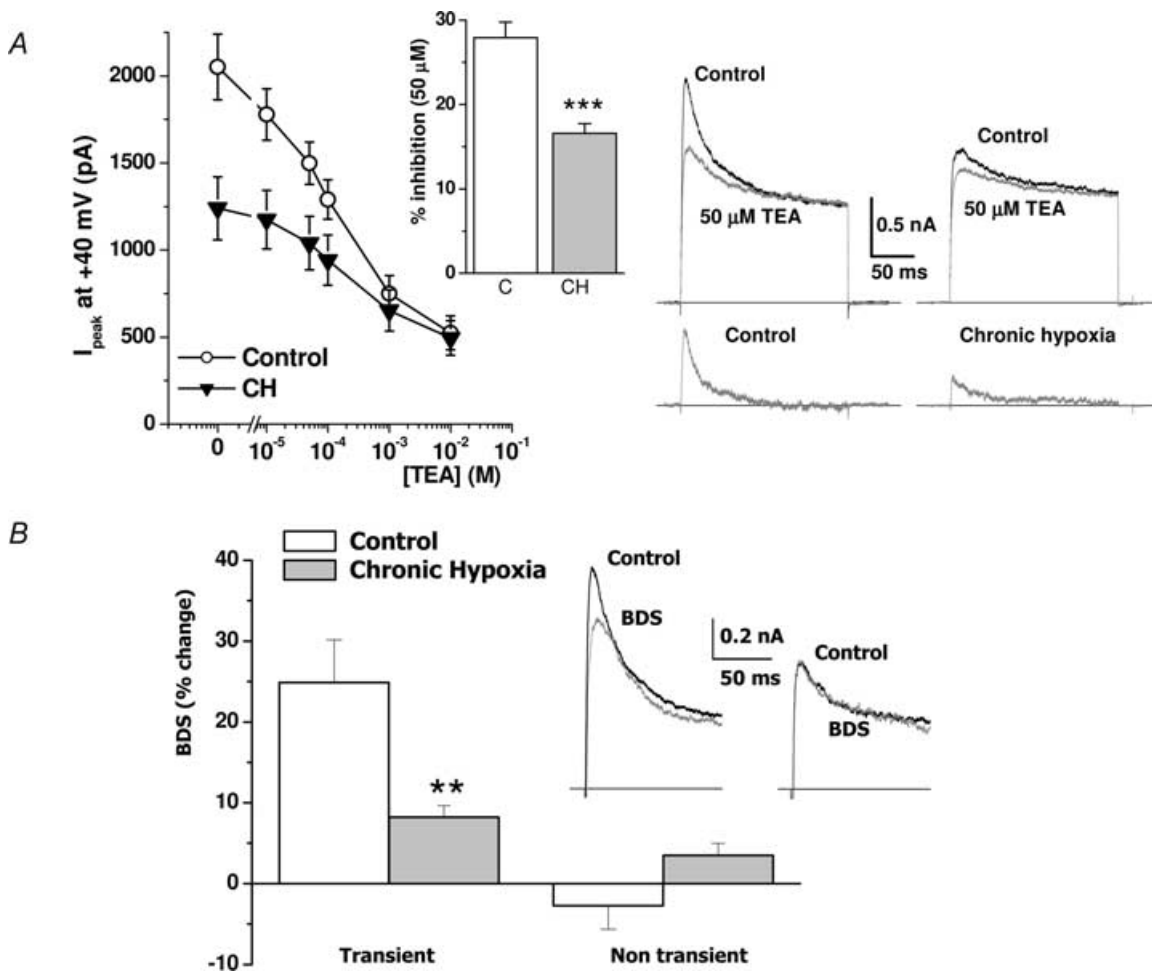 A
I_peak at +40 mV (pA)
2000
1500
1000
500
0
Control
CH
0
10^-5
10^-4
10^-3
10^-2
10^-1
[TEA] (M)
% inhibition (50 μM)
30
20
10
0
***
C
CH
Control
50 μM TEA
Control
50 μM TEA
0.5 nA
50 ms
Control
Chronic hypoxia
B
Control
Chronic Hypoxia
BDS (% change)
40
30
20
10
0
-10
**
Transient
Non transient
Control
BDS
0.2 nA
50 ms
Control
BDS